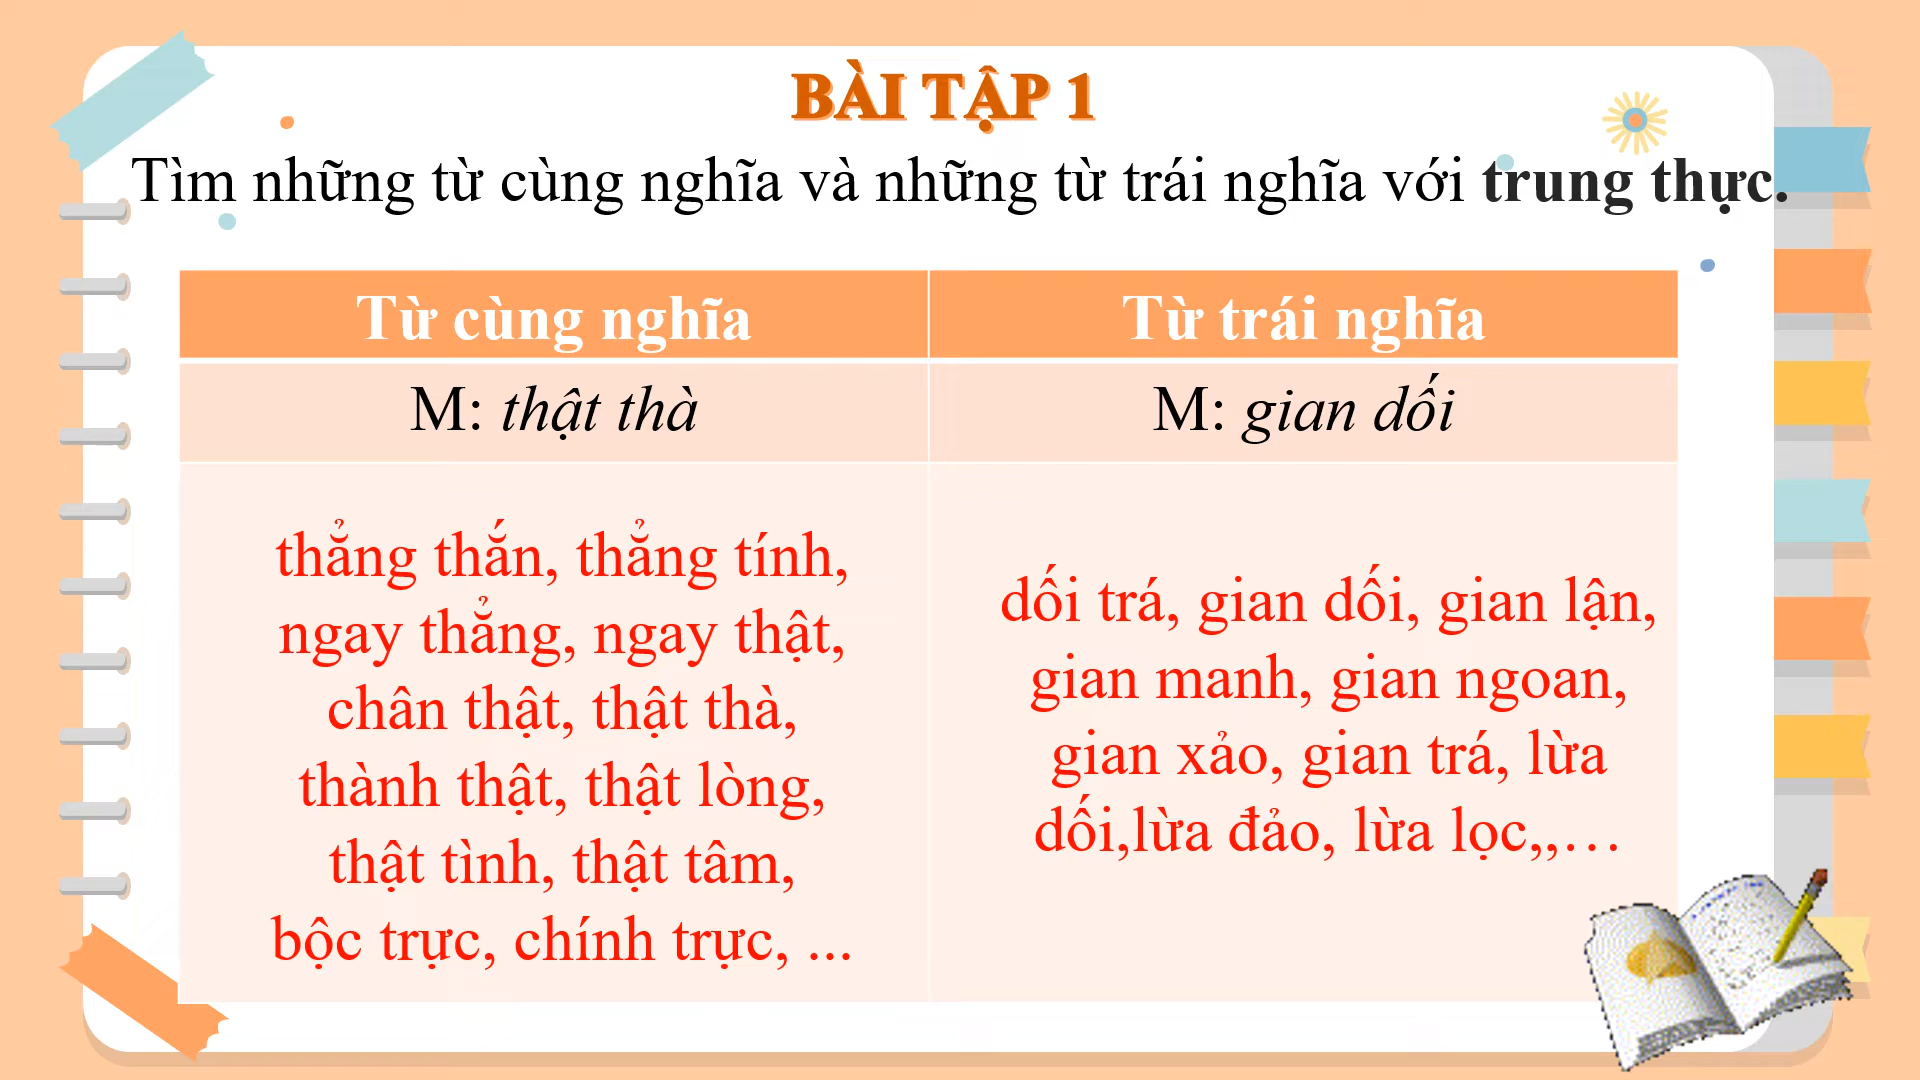 BÀI TẬP 1
Tìm những từ cùng nghĩa và những từ trái nghĩa với trung thực.
Từ cùng nghĩa
Từ trái nghĩa
M: thật thà
M: gian dối
thẳng thắn, thẳng tính,
ngay thẳng, ngay thật,
chân thật, thật thà,
thành thật, thật lòng,
thật tình, thật tâm,
bộc trực, chính trực, ...
dối trá, gian dối, gian lận,
gian manh, gian ngoan,
gian xảo, gian trá, lừa
dối,lừa đảo, lừa lọc,,…